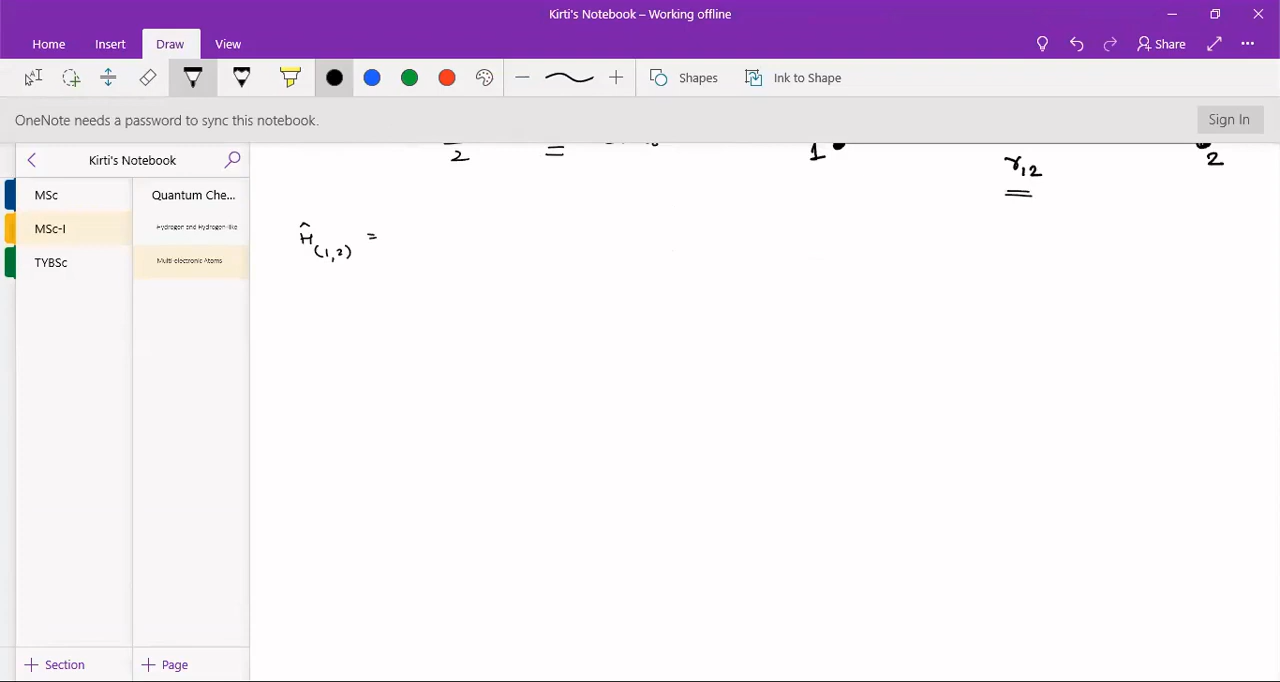 Kirti's Notebook – Working offline
Home Insert Draw View Share
Shapes Ink to Shape
OneNote needs a password to sync this notebook. Sign In
Kirti's Notebook
MSc
MSc-I
TYBSc
Quantum Che...
Hydrogen and Hydrogen-like
Multi electronic Atoms
2 = 1 r₁₂ 2
Ĥ(1,2) =
+ Section + Page